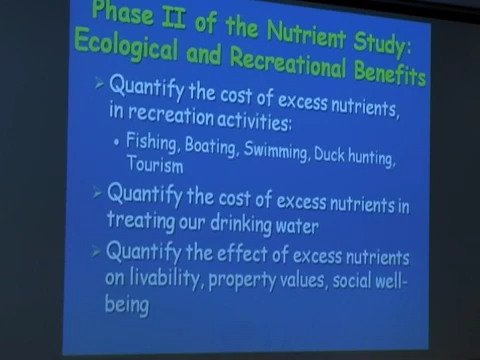 Phase II of the Nutrient Study:
Ecological and Recreational Benefits
Quantify the cost of excess nutrients,
in recreation activities:
Fishing, Boating, Swimming, Duck hunting,
Tourism
Quantify the cost of excess nutrients in
treating our drinking water
Quantify the effect of excess nutrients
on livability, property values, social well-
being